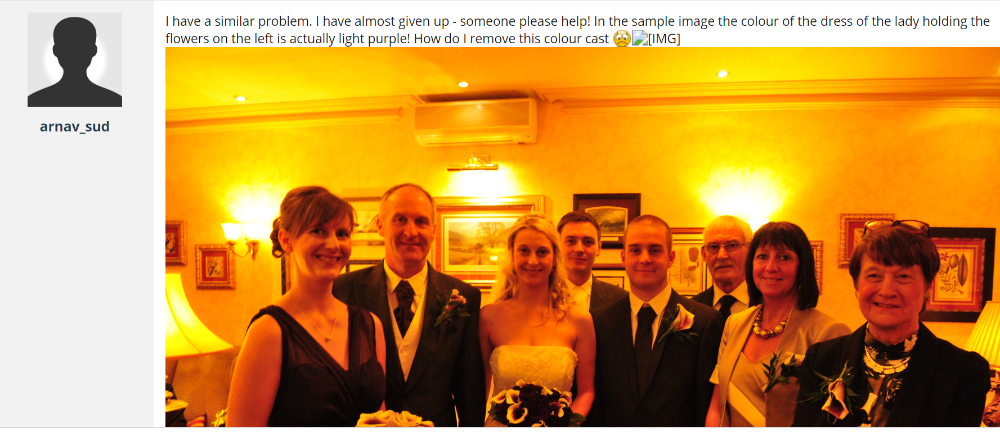 I have a similar problem. I have almost given up - someone please help! In the sample image the colour of the dress of the lady holding the
flowers on the left is actually light purple! How do I remove this colour cast [IMG]
arnav_sud